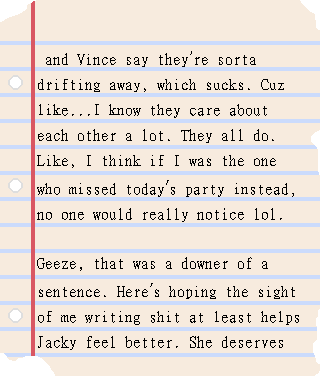 and Vince say they're sorta
drifting away, which sucks. Cuz
like...I know they care about
each other a lot. They all do.
Like, I think if I was the one
who missed today's party instead,
no one would really notice lol.

Geeze, that was a downer of a
sentence. Here's hoping the sight
of me writing shit at least helps
Jacky feel better. She deserves